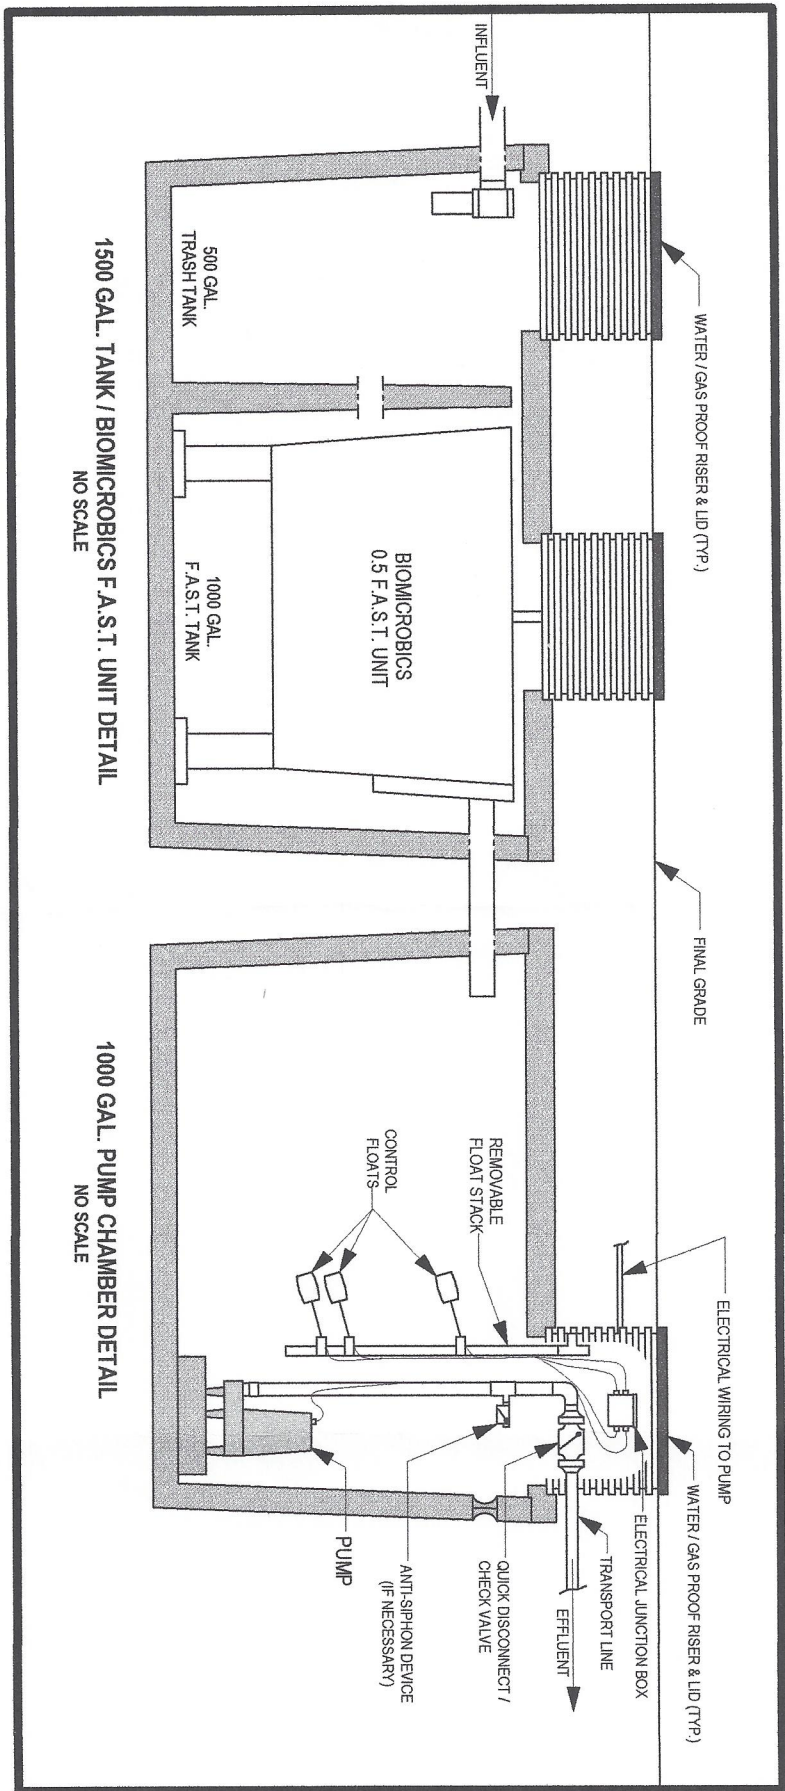 INFLUENT
WATER / GAS PROOF RISER & LID (TYP.)
FINAL GRADE
ELECTRICAL WIRING TO PUMP
WATER / GAS PROOF RISER & LID (TYP.)
ELECTRICAL JUNCTION BOX
TRANSPORT LINE
EFFLUENT
QUICK DISCONNECT /
CHECK VALVE
ANTI-SIPHON DEVICE
(IF NECESSARY)
PUMP
REMOVABLE
FLOAT STACK
CONTROL
FLOATS
BIOMICROBICS
0.5 F.A.S.T. UNIT
500 GAL.
TRASH TANK
1000 GAL.
F.A.S.T. TANK
1500 GAL. TANK / BIOMICROBICS F.A.S.T. UNIT DETAIL
NO SCALE
1000 GAL. PUMP CHAMBER DETAIL
NO SCALE